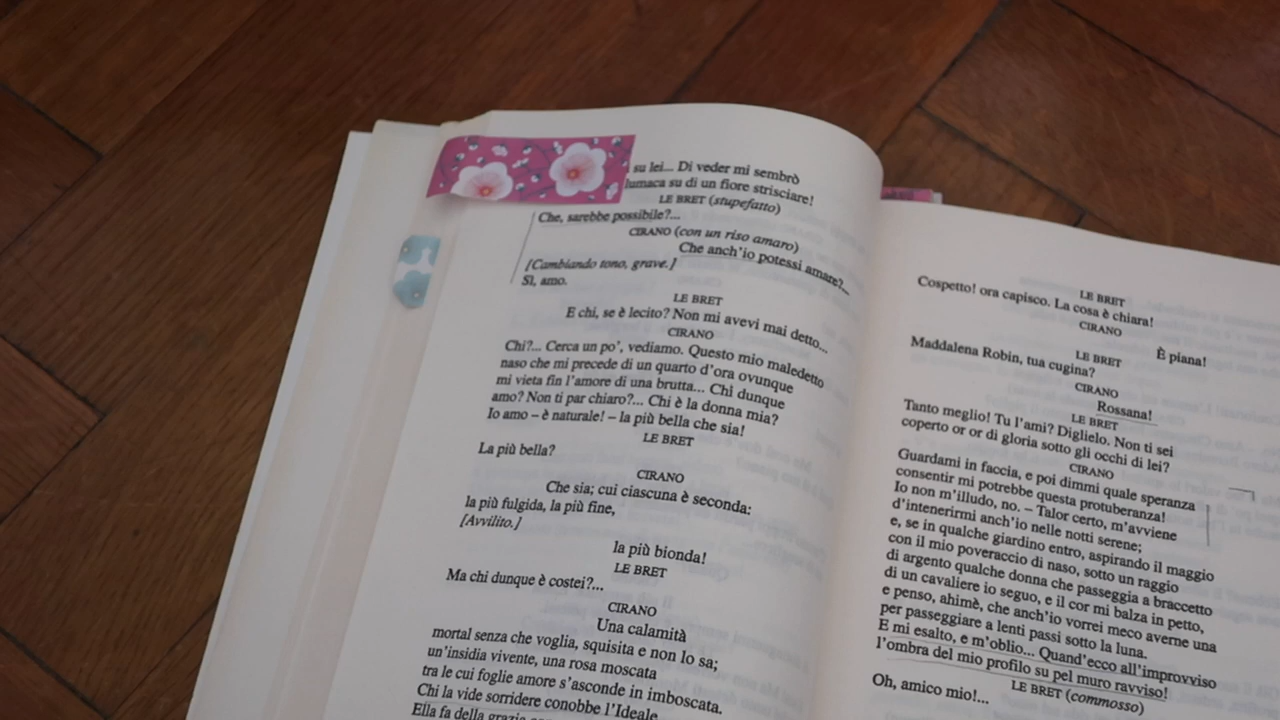 su lei... Di veder mi sembrò
lumaca su di un fiore strisciare!
LE BRET (stupefatto)
Che, sarebbe possibile?...
CIRANO (con un riso amaro)
Che anch'io potessi amare?...
[Cambiando tono, grave.]
Sì, amo.
LE BRET
E chi, se è lecito? Non mi avevi mai detto...
CIRANO
Chi?... Cerca un po', vediamo. Questo mio maledetto
naso che mi precede di un quarto d'ora ovunque
mi vieta fin l'amore di una brutta... Chi dunque
amo? Non ti par chiaro?... Chi è la donna mia?
Io amo – è naturale! – la più bella che sia!
LE BRET
La più bella?
CIRANO
Che sia; cui ciascuna è seconda:
la più fulgida, la più fine,
[Avvilito.]
la più bionda!
LE BRET
Ma chi dunque è costei?...
CIRANO
Una calamità
mortal senza che voglia, squisita e non lo sa;
un'insidia vivente, una rosa moscata
tra le cui foglie amore s'asconde in imboscata.
Chi la vide sorridere conobbe l'Ideale.
Ella fa della grazia
LE BRET
Cospetto! ora capisco. La cosa è chiara!
CIRANO
È piana!
LE BRET
Maddalena Robin, tua cugina?
CIRANO
Rossana!
LE BRET
Tanto meglio! Tu l'ami? Diglielo. Non ti sei
coperto or or di gloria sotto gli occhi di lei?
CIRANO
Guardami in faccia, e poi dimmi quale speranza
consentir mi potrebbe questa protuberanza!
Io non m'illudo, no. – Talor certo, m'avviene
d'intenerirmi anch'io nelle notti serene;
e, se in qualche giardino entro, aspirando il maggio
con il mio poveraccio di naso, sotto un raggio
di argento qualche donna che passeggia a braccetto
di un cavaliere io seguo, e il cor mi balza in petto,
e penso, ahimè, che anch'io vorrei meco averne una
per passeggiare a lenti passi sotto la luna.
E mi esalto, e m'oblio... Quand'ecco all'improvviso
l'ombra del mio profilo su pel muro ravviso!
LE BRET (commosso)
Oh, amico mio!...